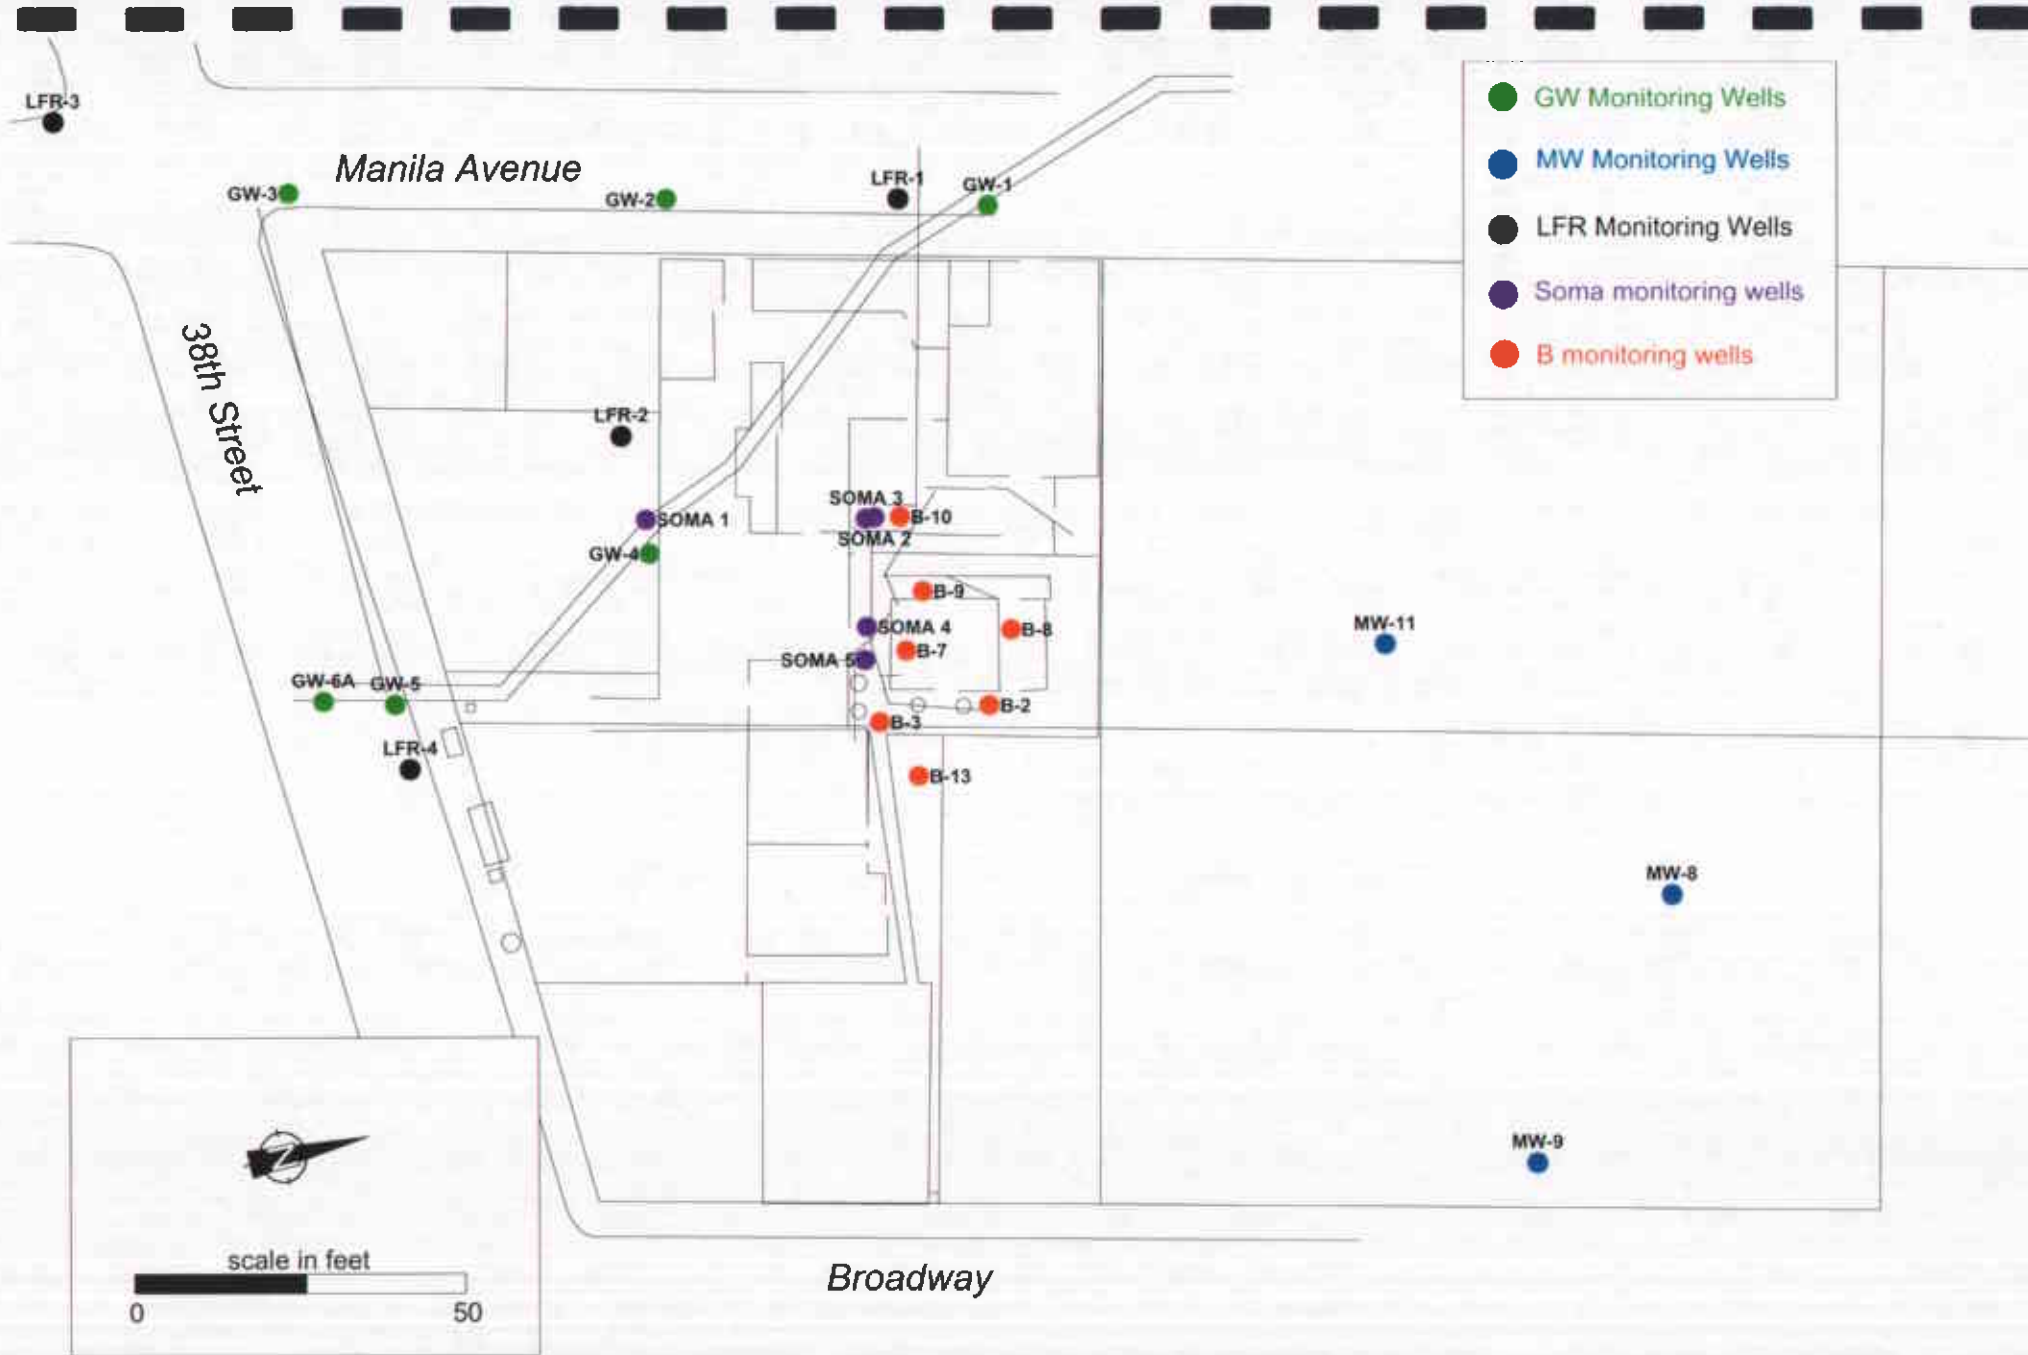 LFR-3
Manila Avenue
GW-3
GW-2
LFR-1
GW-1
GW Monitoring Wells
MW Monitoring Wells
LFR Monitoring Wells
Soma monitoring wells
B monitoring wells
38th Street
LFR-2
SOMA 3
SOMA 1
B-10
SOMA 2
GW-4
B-9
SOMA 4
B-8
MW-11
B-7
SOMA 5
GW-6A
GW-5
B-2
B-3
LFR-4
B-13
MW-8
MW-9
Z
scale in feet
0
50
Broadway